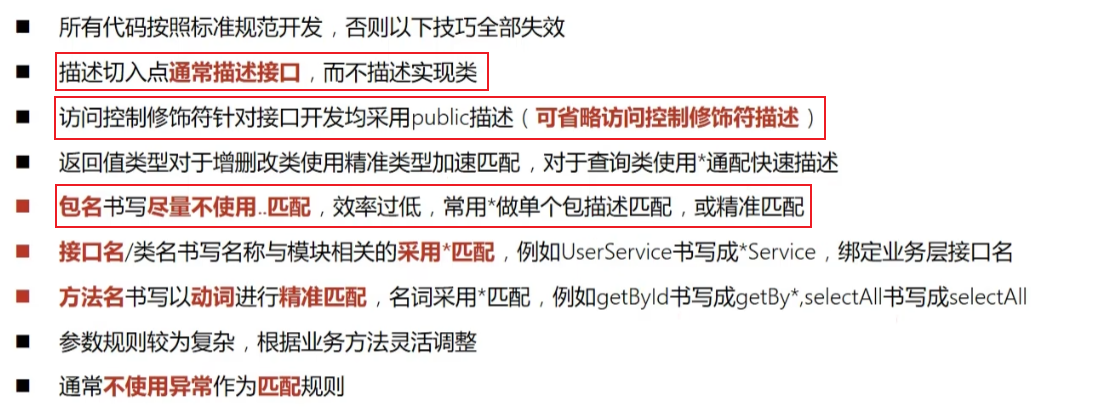 所有代码按照标准规范开发，否则以下技巧全部失效
描述切入点通常描述接口，而不描述实现类
访问控制修饰符针对接口开发均采用public描述（可省略访问控制修饰符描述）
返回值类型对于增删改类使用精准类型加速匹配，对于查询类使用*通配快速描述
包名书写尽量不使用..匹配，效率过低，常用*做单个包描述匹配，或精准匹配
接口名/类名书写名称与模块相关的采用*匹配，例如UserService书写成*Service，绑定业务层接口名
方法名书写以动词进行精准匹配，名词采用*匹配，例如getById书写成getBy*,selectAll书写成selectAll
参数规则较为复杂，根据业务方法灵活调整
通常不使用异常作为匹配规则